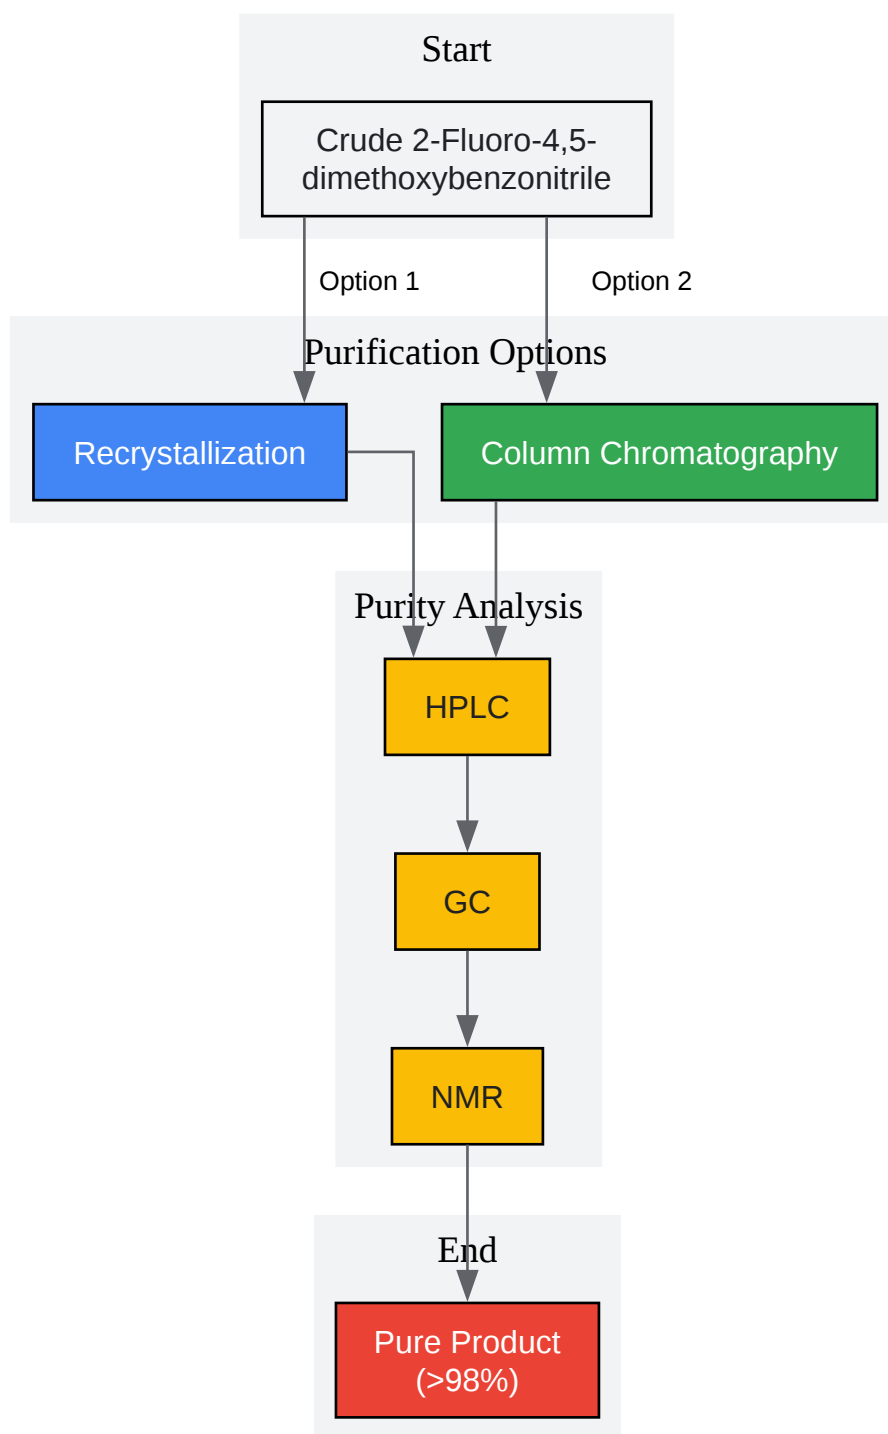 Start
Crude 2-Fluoro-4,5-
dimethoxybenzonitrile
Option 1
Option 2
Purification Options
Recrystallization
Column Chromatography
Purity Analysis
HPLC
GC
NMR
End
Pure Product
(>98%)